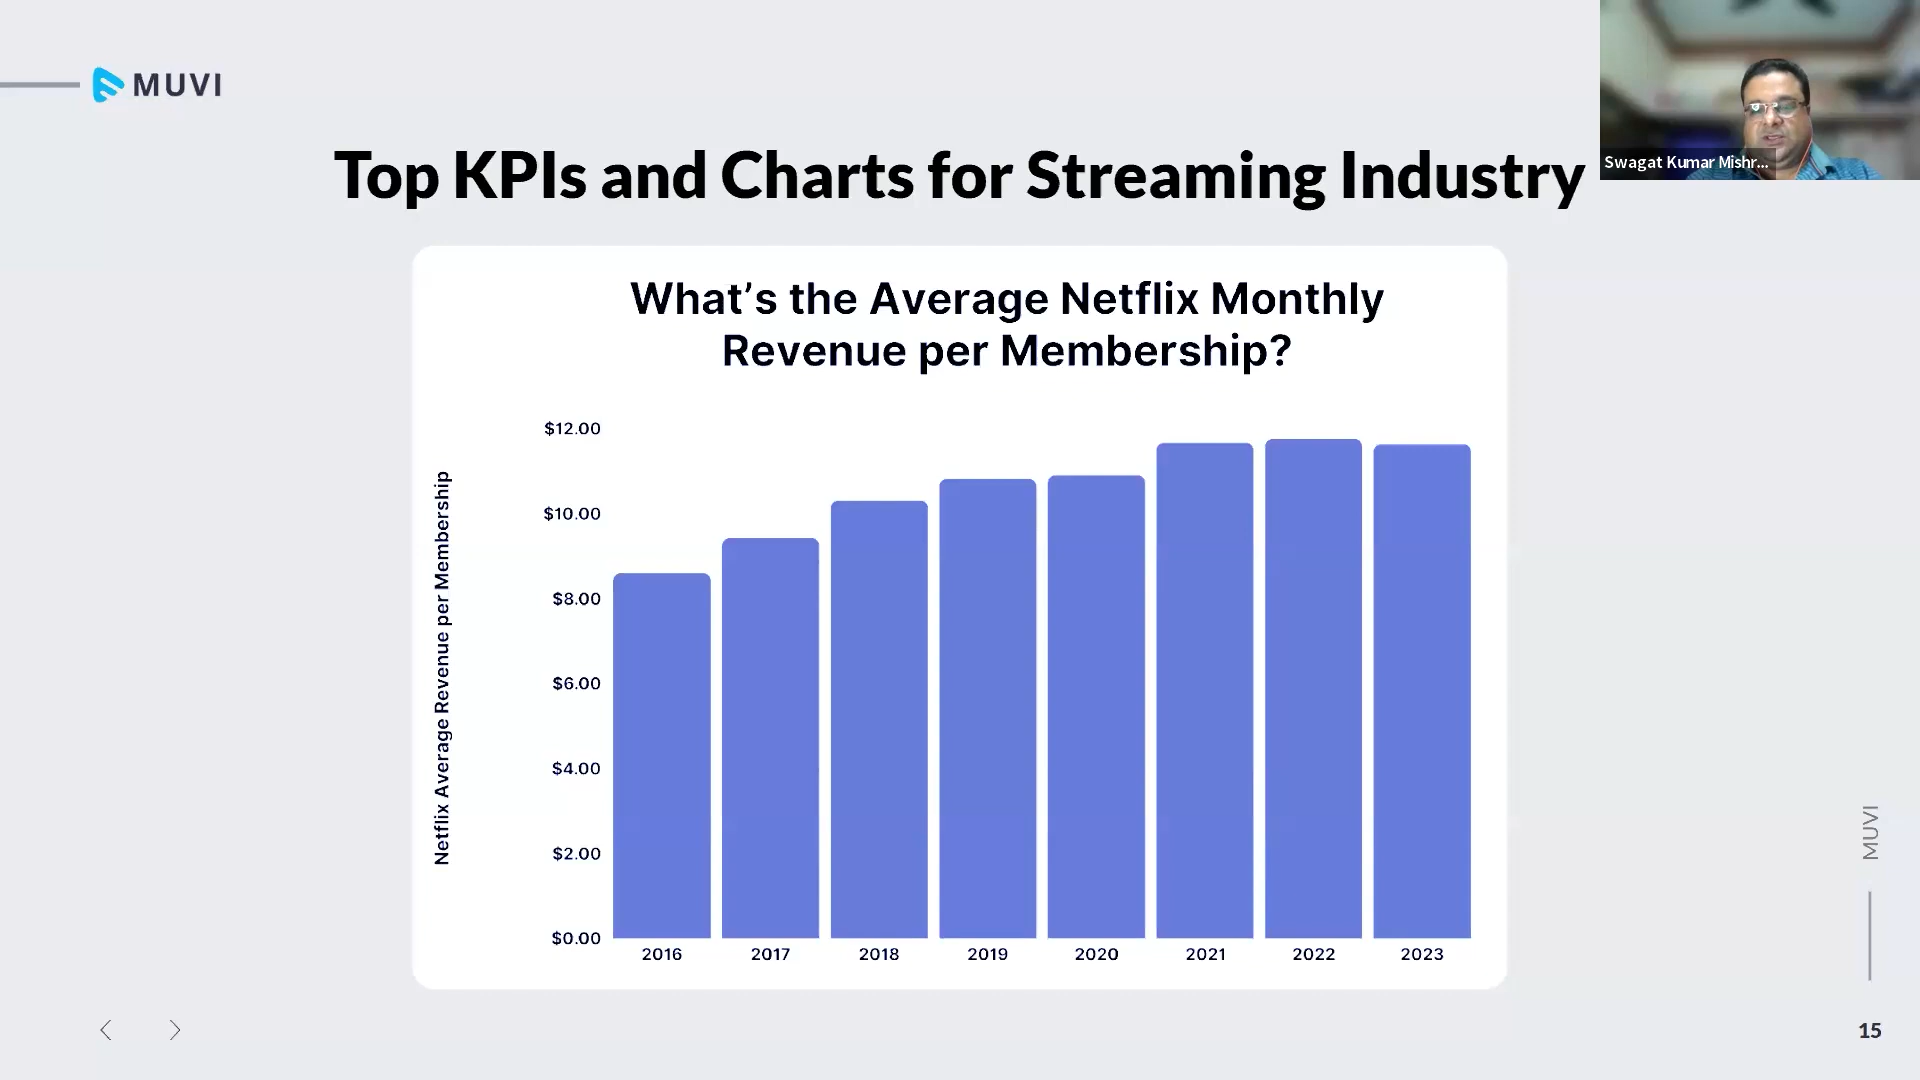 MUVI
Swagat Kumar Mishr...
Top KPIs and Charts for Streaming Industry
What's the Average Netflix Monthly
Revenue per Membership?
Netflix Average Revenue per Membership
$12.00
$10.00
$8.00
$6.00
$4.00
$2.00
$0.00
2016 2017 2018 2019 2020 2021 2022 2023
MUVI
15